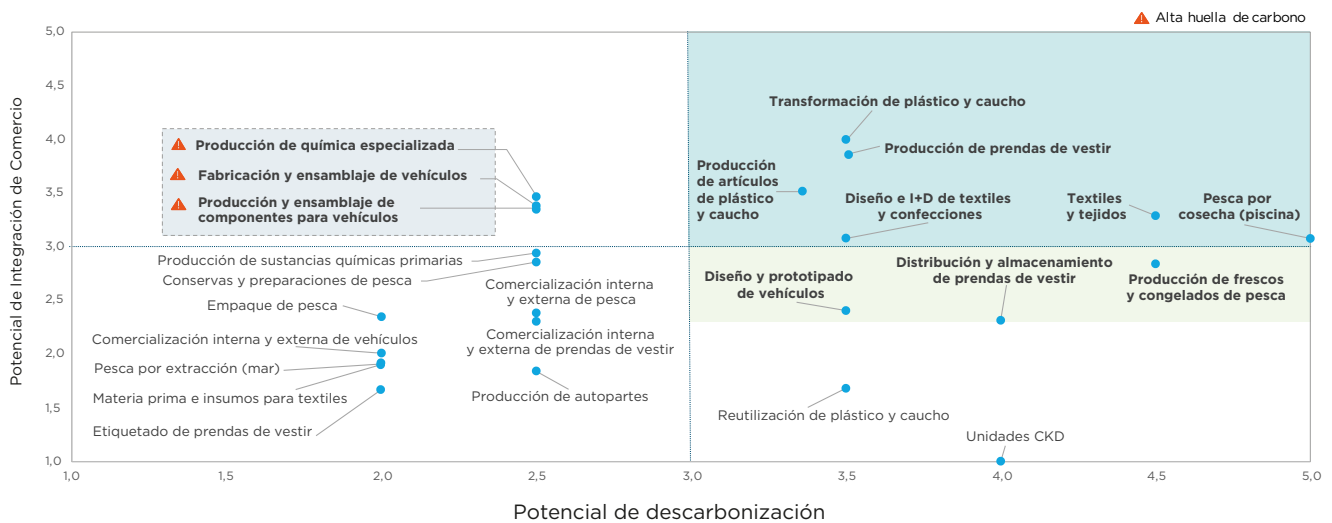 Alta huella de carbono
Potencial de Integración de Comercio
5,0
4,5
4,0
3,5
3,0
2,5
2,0
1,5
1,0
Producción de química especializada
Fabricación y ensamblaje de vehículos
Producción y ensamblaje de
componentes para vehículos
Transformación de plástico y caucho
Producción de prendas de vestir
Producción
de artículos
de plástico
y caucho
Diseño e I+D de textiles
y confecciones
Textiles
y tejidos
Pesca por
cosecha (piscina)
Producción de sustancias químicas primarias
Conservas y preparaciones de pesca
Empaque de pesca
Comercialización interna y externa de vehículos
Pesca por extracción (mar)
Materia prima e insumos para textiles
Etiquetado de prendas de vestir
Comercialización interna
y externa de pesca
Comercialización interna
y externa de prendas de vestir
Producción de autopartes
Diseño y prototipado
de vehículos
Distribución y almacenamiento
de prendas de vestir
Producción de frescos
y congelados de pesca
Reutilización de plástico y caucho
Unidades CKD
1,0
1,5
2,0
2,5
3,0
3,5
4,0
4,5
5,0
Potencial de descarbonización